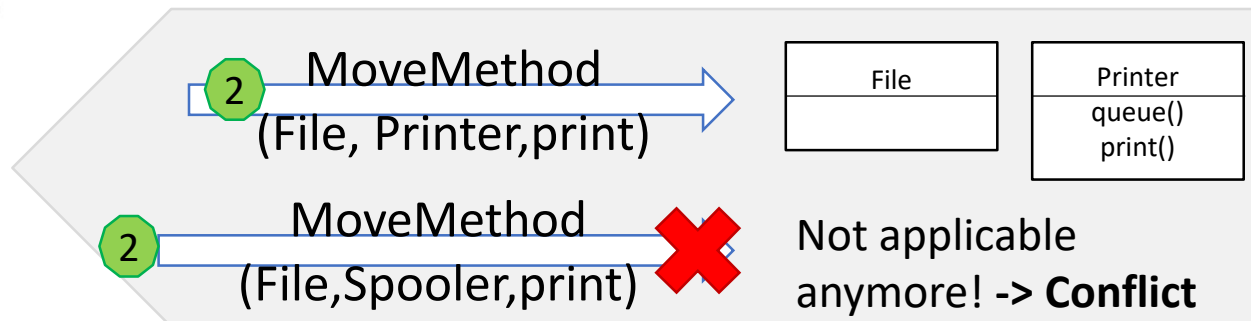 2
MoveMethod
(File, Printer,print)
File
Printer
queue()
print()
2
MoveMethod
(File,Spooler,print)
Not applicable
anymore! -> Conflict